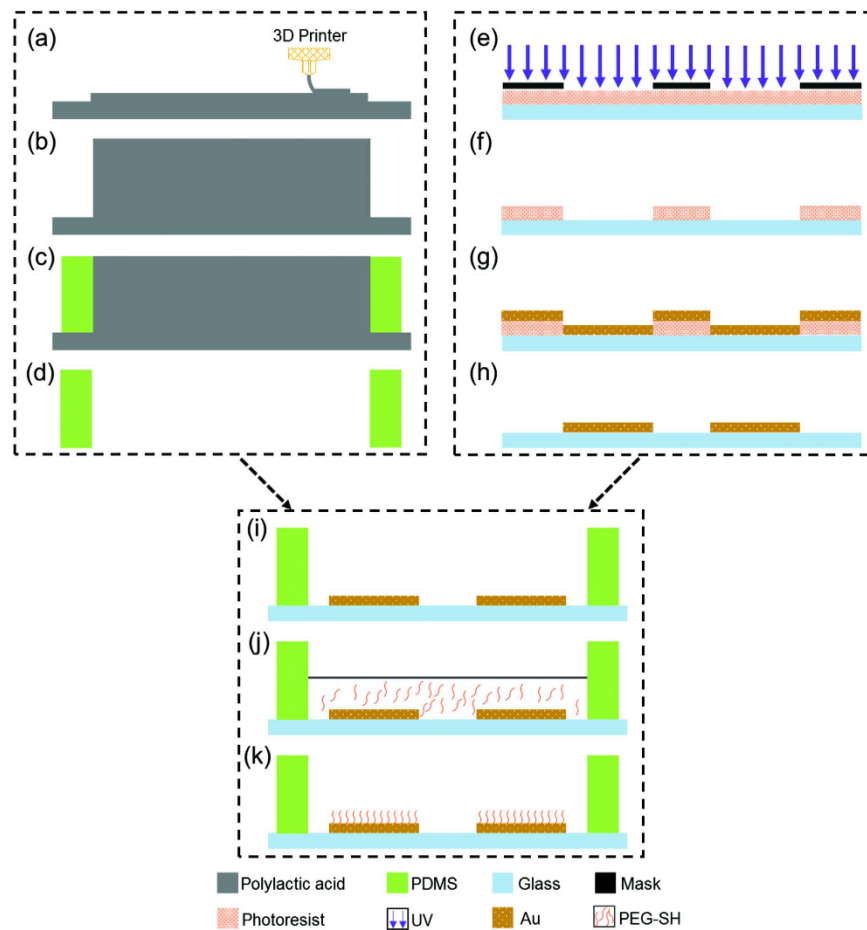 (a)
3D Printer
(b)
(c)
(d)
(e)
(f)
(g)
(h)
(i)
(j)
(k)
Polylactic acid
PDMS
Glass
Mask
Photoresist
UV
Au
PEG-SH